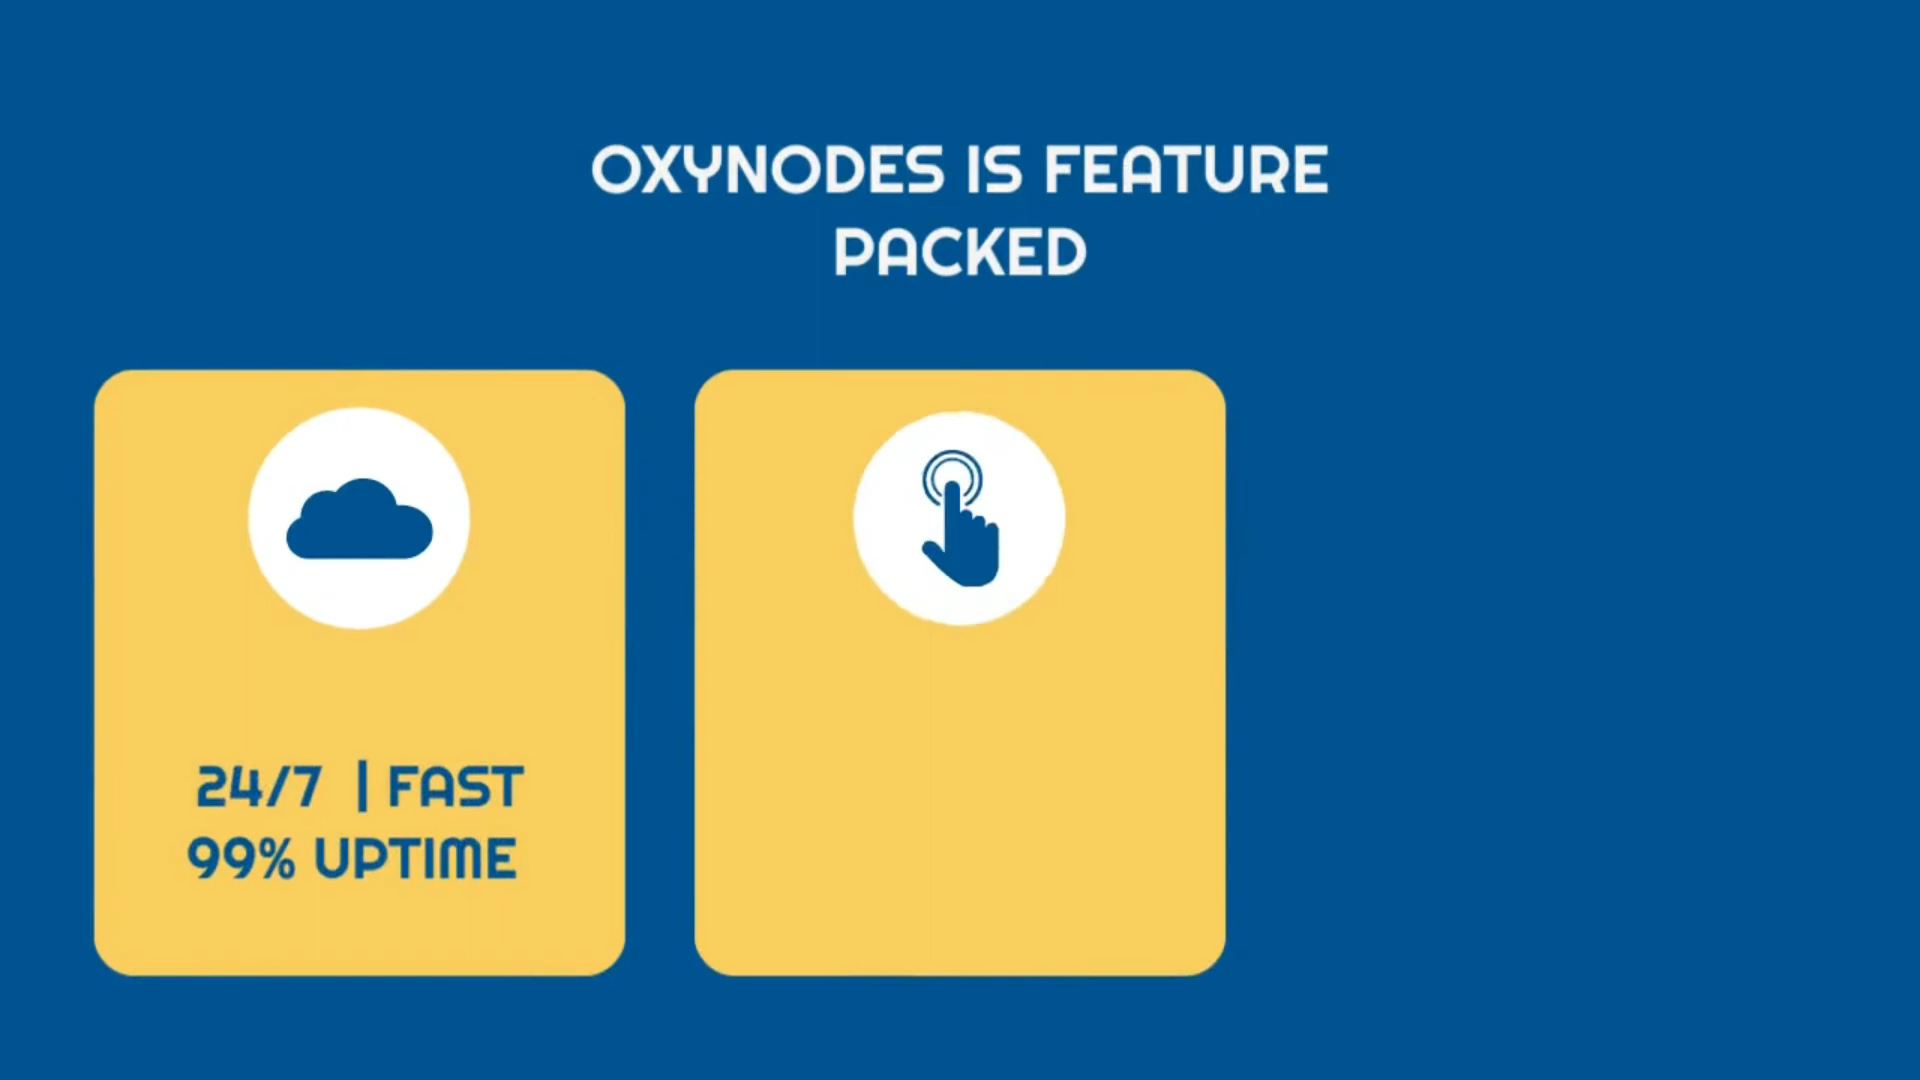 OXYNODES IS FEATURE
PACKED
24/7 | FAST
99% UPTIME